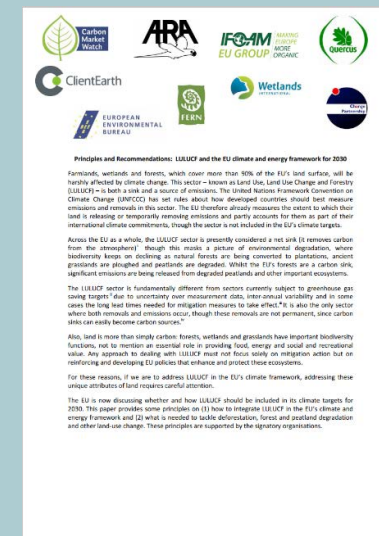 Carbon
Market
Watch
ARA
IFOAM
EU GROUP
MAKING
EUROPE
MORE
ORGANIC
Quercus
ClientEarth
FERN
Wetlands
INTERNATIONAL
Change
Partnership
EUROPEAN
ENVIRONMENTAL
BUREAU
Principles and Recommendations: LULUCF and the EU climate and energy framework for 2030
Farmlands, wetlands and forests, which cover more than 90% of the EU's land surface, will be
harshly affected by climate change. This sector – known as Land Use, Land Use Change and Forestry
(LULUCF) – is both a sink and a source of emissions. The United Nations Framework Convention on
Climate Change (UNFCCC) has set rules about how developed countries should best measure
emissions and removals in this sector. The EU therefore already measures the extent to which their
land is releasing or temporarily removing emissions and partly accounts for them as part of their
international climate commitments, though the sector is not included in the EU's climate targets.
Across the EU as a whole, the LULUCF sector is presently considered a net sink (it removes carbon
from the atmosphere) though this masks a picture of environmental degradation, where
biodiversity keeps on declining as natural forests are being converted to plantations, ancient
grasslands are ploughed and peatlands are degraded. Whilst the EU's forests are a carbon sink,
significant emissions are being released from degraded peatlands and other important ecosystems.
The LULUCF sector is fundamentally different from sectors currently subject to greenhouse gas
saving targets due to uncertainty over measurement data, inter-annual variability and in some
cases the long lead times needed for mitigation measures to take effect. It is also the only sector
where both removals and emissions occur, though these removals are not permanent, since carbon
sinks can easily become carbon sources.
Also, land is more than simply carbon: forests, wetlands and grasslands have important biodiversity
functions, not to mention an essential role in providing food, energy and social and recreational
value. Any approach to dealing with LULUCF must not focus solely on mitigation action but on
reinforcing and developing EU policies that enhance and protect these ecosystems.
For these reasons, if we are to address LULUCF in the EU's climate framework, addressing these
unique attributes of land requires careful attention.
The EU is now discussing whether and how LULUCF should be included in its climate targets for
2030. This paper provides some principles on (1) how to integrate LULUCF in the EU's climate and
energy framework and (2) what is needed to tackle deforestation, forest and peatland degradation
and other land-use change. These principles are supported by the signatory organisations.